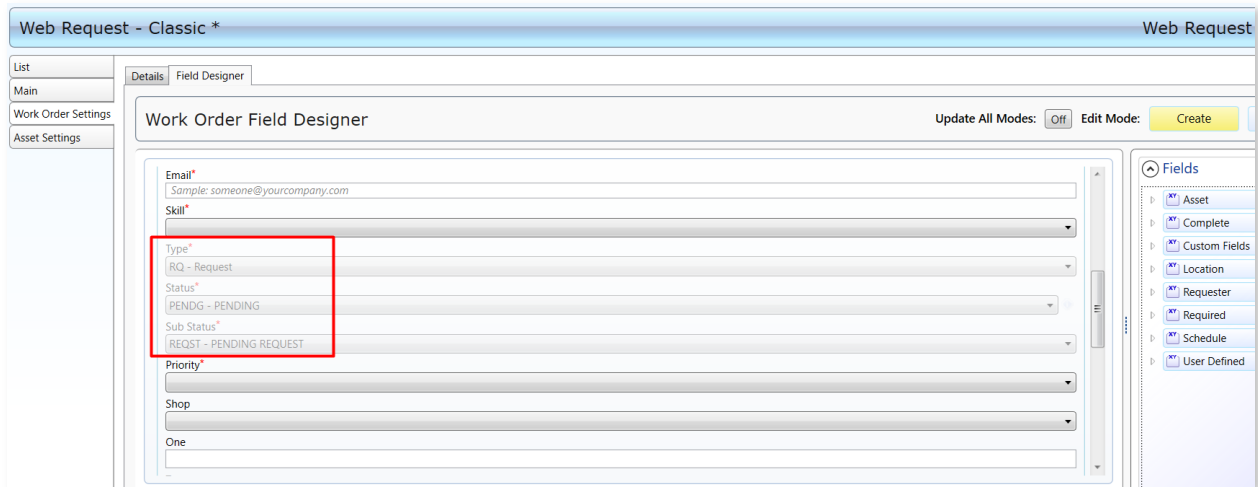 Web Request - Classic *
Web Request
List
Main
Work Order Settings
Asset Settings
Details
Field Designer
Work Order Field Designer
Update All Modes:
Off
Edit Mode:
Create
Email*
Sample: someone@yourcompany.com
Skill*
Type*
RQ - Request
Status*
PENDG - PENDING
Sub Status*
REQST - PENDING REQUEST
Priority*
Shop
One
Fields
Asset
Complete
Custom Fields
Location
Requester
Required
Schedule
User Defined